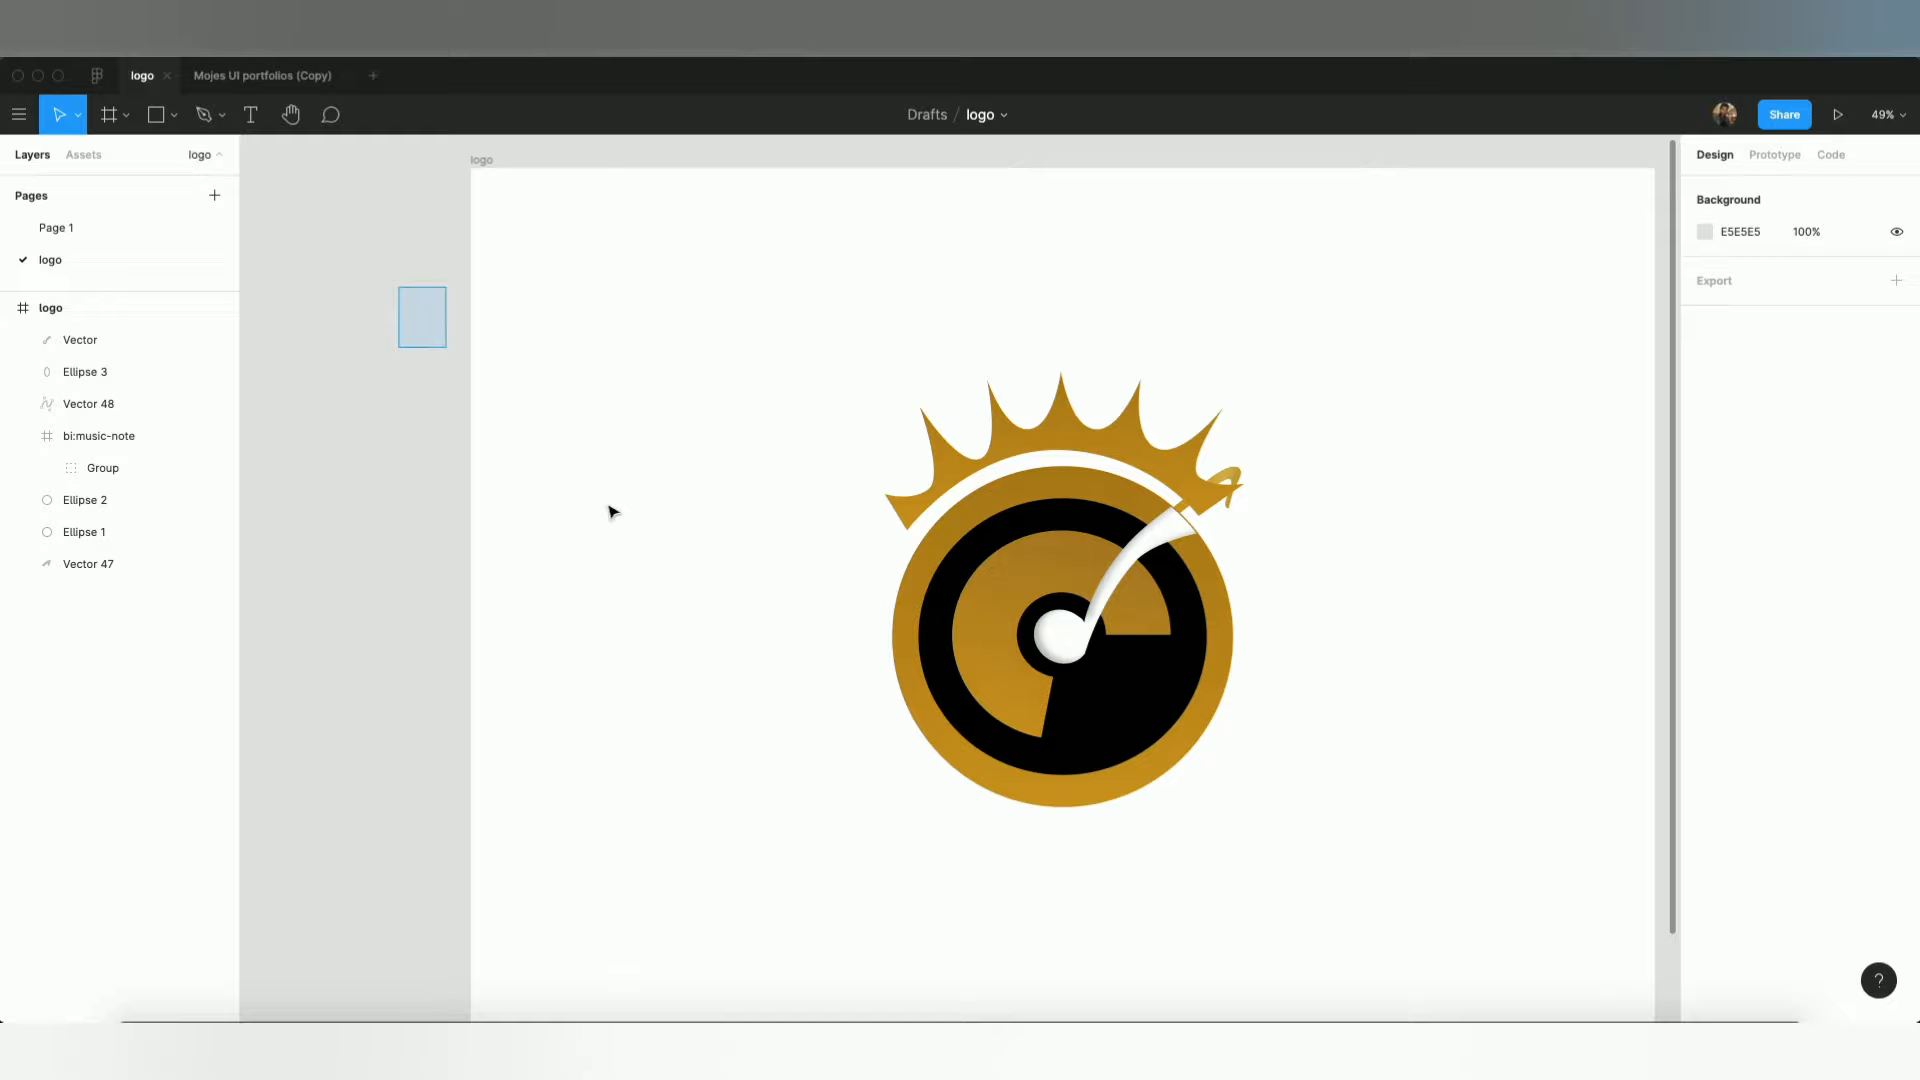 logo
Mojes UI portfolios (Copy)
Drafts / logo
Share
49%
Layers
Assets
logo
Pages
Page 1
logo
logo
Vector
Ellipse 3
Vector 48
bi:music-note
Group
Ellipse 2
Ellipse 1
Vector 47
logo
Design
Prototype
Code
Background
E5E5E5
100%
Export
?